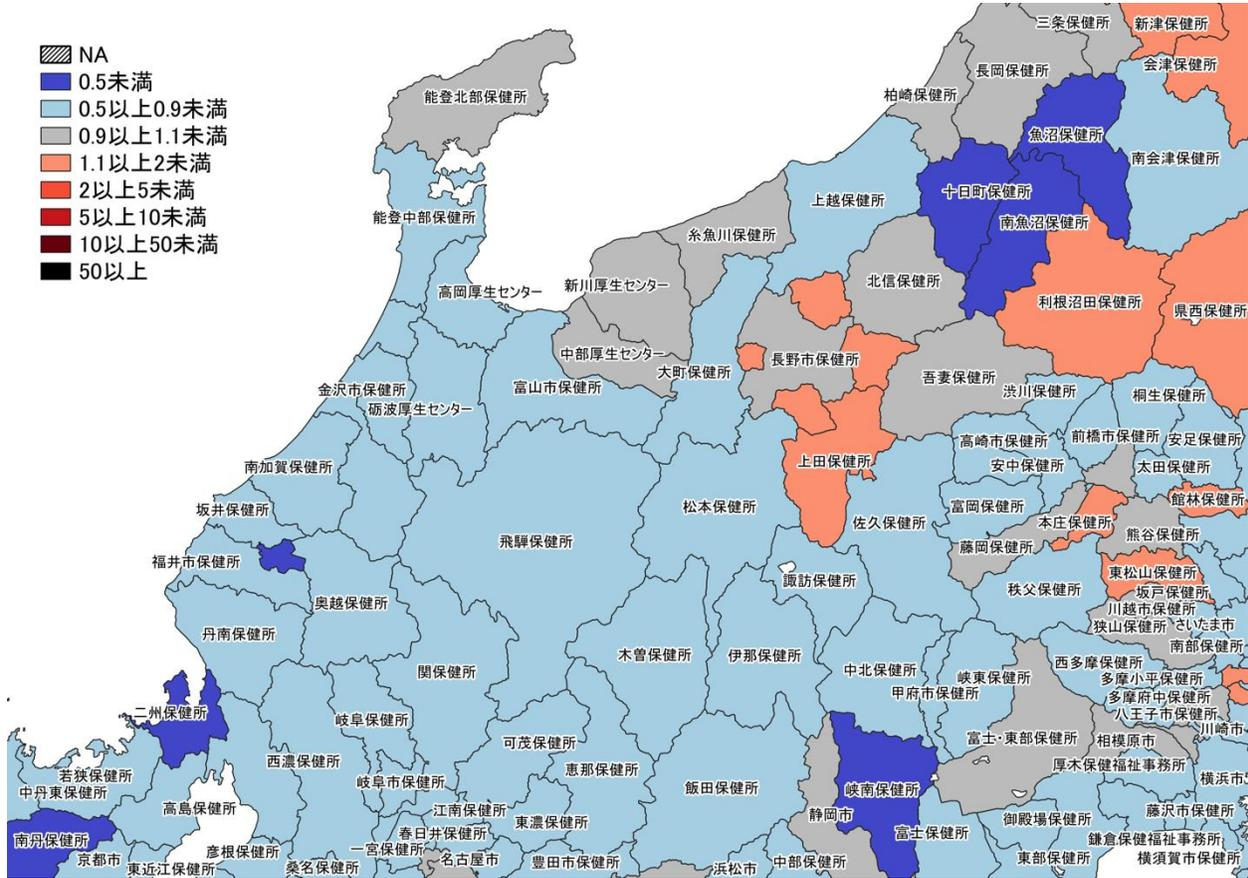 NA
0.5未満
0.5以上0.9未満
0.9以上1.1未満
1.1以上2未満
2以上5未満
5以上10未満
10以上50未満
50以上
三条保健所
新津保健所
長岡保健所
会津保健所
能登北部保健所
柏崎保健所
魚沼保健所
南会津保健所
十日町保健所
上越保健所
能登中部保健所
南魚沼保健所
糸魚川保健所
北信保健所
新川厚生センター
高岡厚生センター
利根沼田保健所
県西保健所
中部厚生センター
長野市保健所
大町保健所
吾妻保健所
富山市保健所
金沢市保健所
渋川保健所
桐生保健所
砺波厚生センター
高崎市保健所
前橋市保健所
安足保健所
上田保健所
安中保健所
太田保健所
南加賀保健所
館林保健所
坂井保健所
松本保健所
富岡保健所
佐久保健所
本庄保健所
熊谷保健所
飛騨保健所
藤岡保健所
福井市保健所
東松山保健所
諏訪保健所
秩父保健所
坂戸保健所
奥越保健所
川越市保健所
狭山保健所
さいたま市
丹南保健所
南部保健所
木曽保健所
伊那保健所
西多摩保健所
関保健所
中北保健所
峡東保健所
多摩小平保健所
甲府市保健所
多摩府中保健所
二州保健所
八王子市保健所
岐阜保健所
川崎市
可茂保健所
富士・東部保健所
相模原市
西濃保健所
厚木保健福祉事務所
恵那保健所
若狭保健所
横浜市
岐阜市保健所
中丹東保健所
飯田保健所
峡南保健所
高島保健所
江南保健所
静岡市
藤沢市保健所
東濃保健所
御殿場保健所
春日井保健所
富士保健所
南丹保健所
鎌倉保健福祉事務所
一宮保健所
彦根保健所
京都市
名古屋市
豊田市保健所
中部保健所
東部保健所
横須賀市保健所
東近江保健所
桑名保健所
浜松市